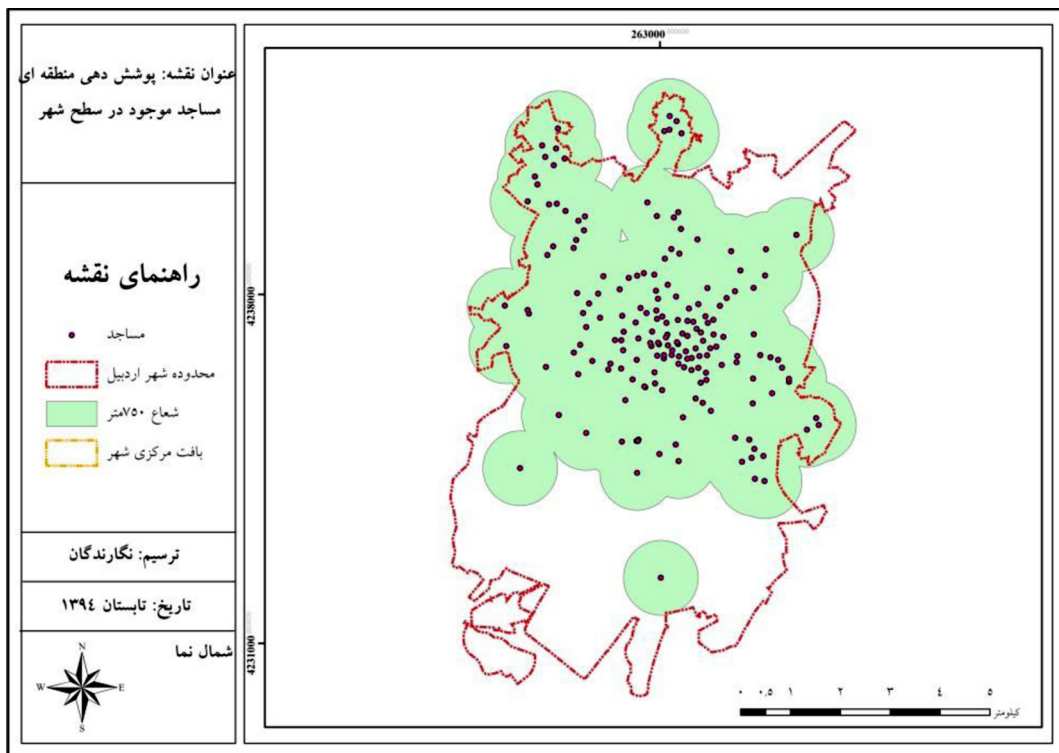 عنوان نقشه: پوشش دهی منطقه ای
مساجد موجود در سطح شهر
راهنمای نقشه
مساجد
محدوده شهر اردبیل
شعاع ۷۵۰متر
بافت مرکزی شهر
ترسیم: نگارندگان
تاریخ: تابستان ۱۳۹٤
شمال نما
N
W E
S
263000
4238000
4231000
۰ ۰.۵ ۱ ۲ ۳ ٤ ۵
کیلومتر